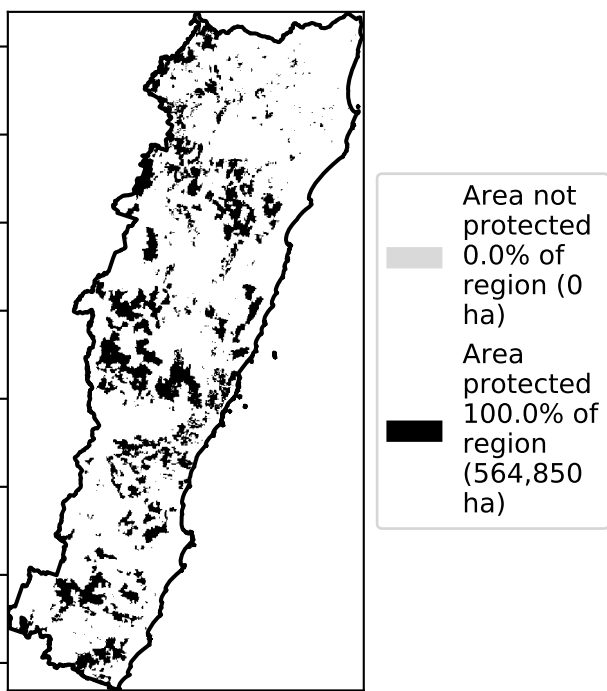 Area not
protected
0.0% of
region (0
ha)
Area
protected
100.0% of
region
(564,850
ha)